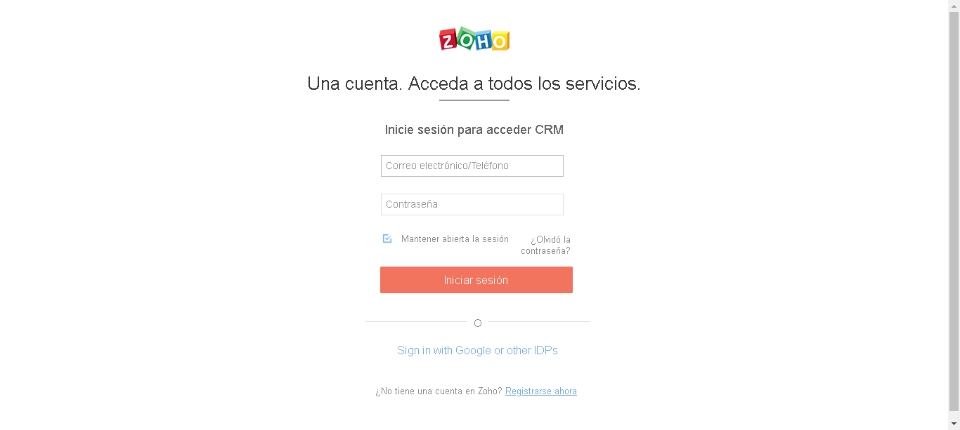 ZOHO
Una cuenta. Acceda a todos los servicios.
Inicie sesión para acceder CRM
Correo electrónico/Teléfono
Contraseña
Mantener abierta la sesión
¿Olvidó la
contraseña?
Iniciar sesión
O
Sign in with Google or other IDPs
¿No tiene una cuenta en Zoho? Registrarse ahora